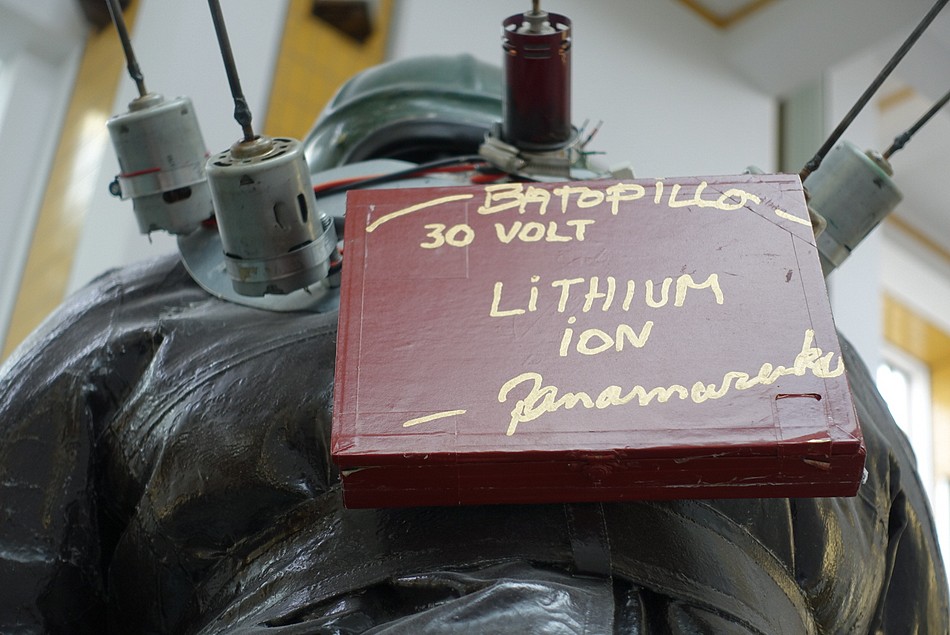 BATOPILLO
30 VOLT
LiTHIUM
iON
Panamarenko